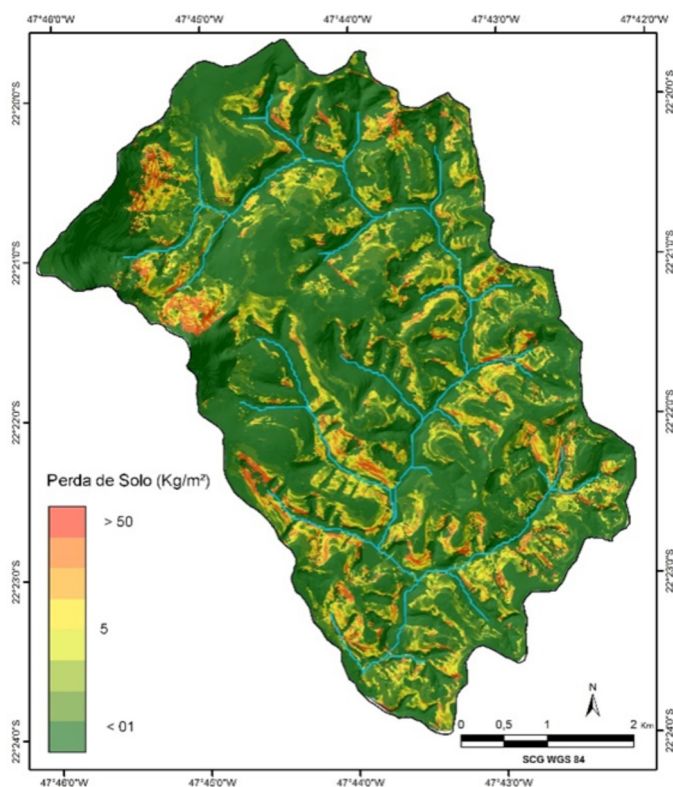 47°46'0"W 47°45'0"W 47°44'0"W 47°43'0"W 47°42'0"W
22°20'0"S 22°20'0"S
22°21'0"S 22°21'0"S
22°22'0"S 22°22'0"S
Perda de Solo (Kg/m²)
> 50
5
< 01
22°23'0"S 22°23'0"S
22°24'0"S 22°24'0"S
N
0 0,5 1 2 Km
SCG WGS 84
47°46'0"W 47°45'0"W 47°44'0"W 47°43'0"W